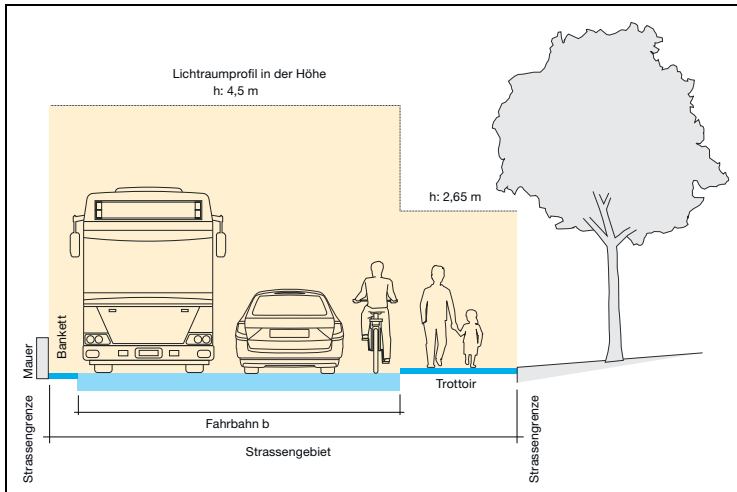 Lichtraumprofil in der Höhe
h: 4,5 m
h: 2,65 m
Bankett
Mauer
Trottoir
Fahrbahn b
Strassengebiet
Strassengrenze
Strassengrenze